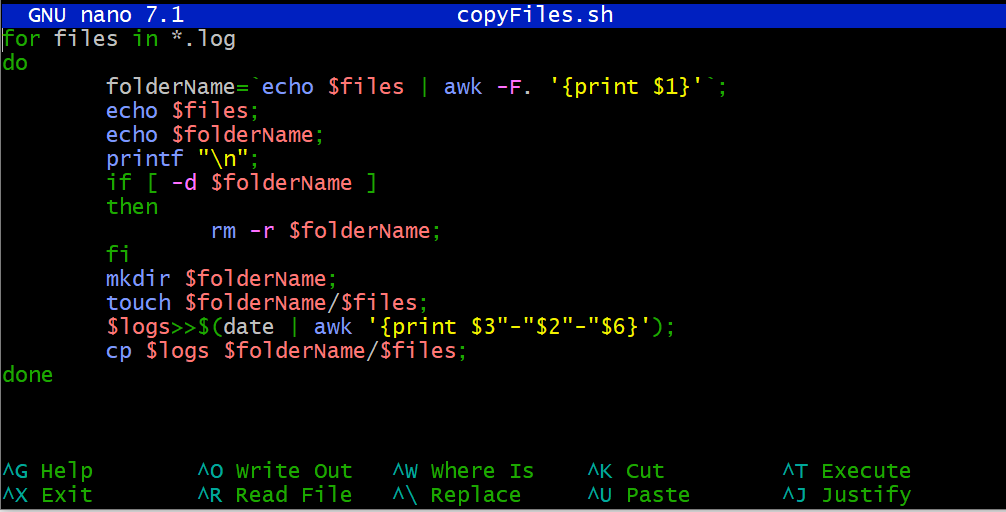 GNU nano 7.1 copyFiles.sh
for files in *.log
do
        folderName=`echo $files | awk -F. '{print $1}'`;
        echo $files;
        echo $folderName;
        printf "\n";
        if [ -d $folderName ]
        then
                rm -r $folderName;
        fi
        mkdir $folderName;
        touch $folderName/$files;
        $logs>>$(date | awk '{print $3"-"$2"-"$6}');
        cp $logs $folderName/$files;
done
^G Help ^O Write Out ^W Where Is ^K Cut ^T Execute
^X Exit ^R Read File ^\ Replace ^U Paste ^J Justify